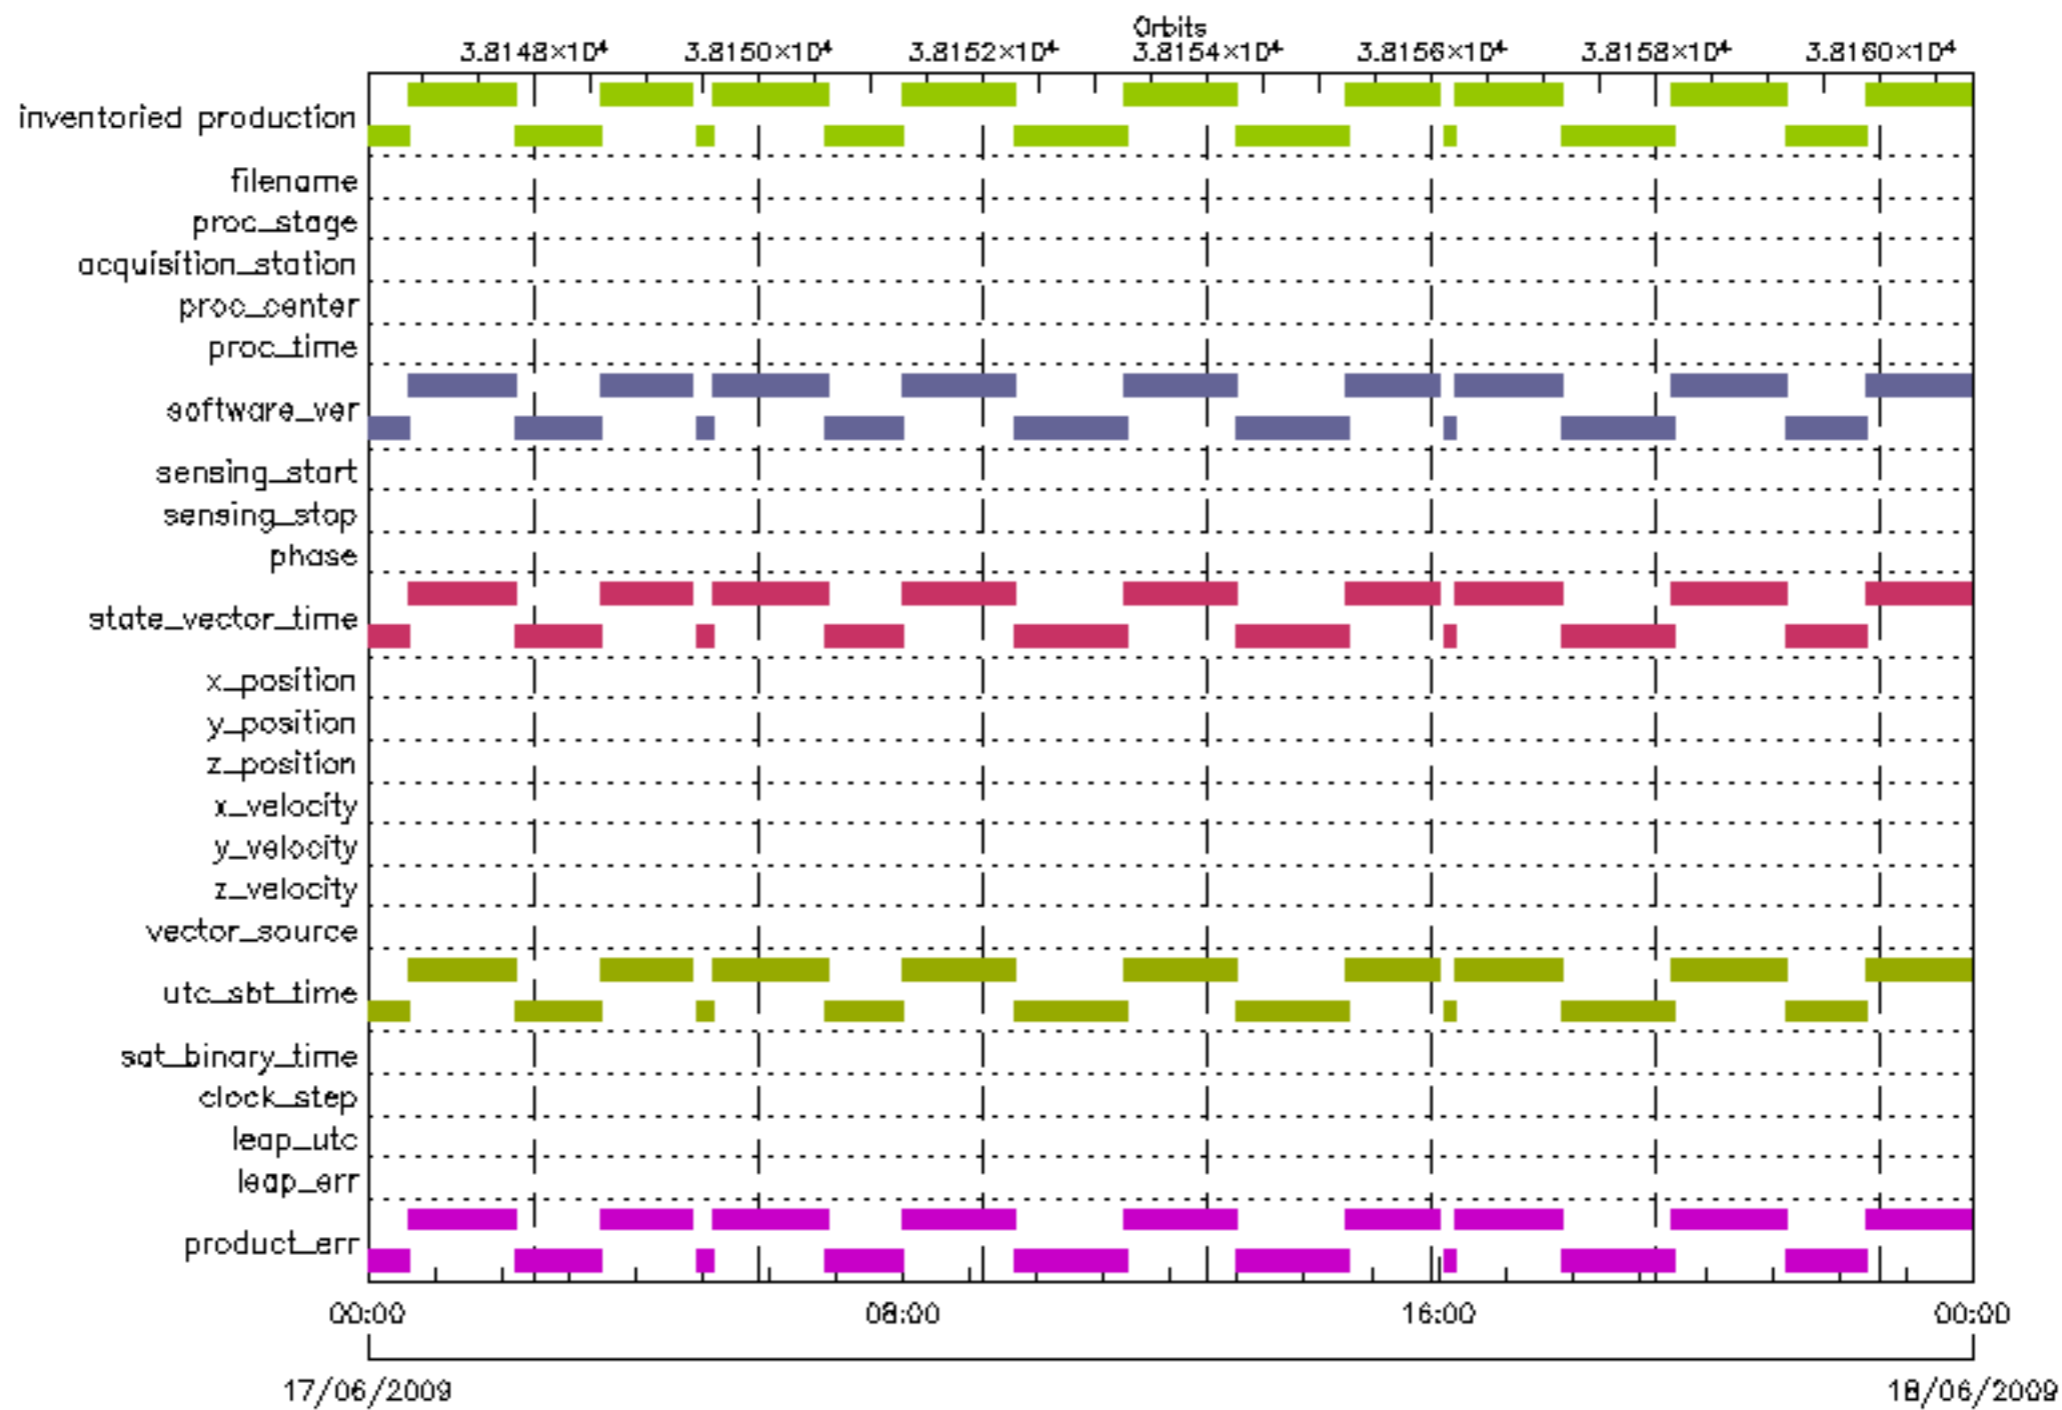 Orbits
3.8148×10⁴ 3.8150×10⁴ 3.8152×10⁴ 3.8154×10⁴ 3.8156×10⁴ 3.8158×10⁴ 3.8160×10⁴
inventoried production
filename
proc_stage
acquisition_station
proc_center
proc_time
software_ver
sensing_start
sensing_stop
phase
state_vector_time
x_position
y_position
z_position
x_velocity
y_velocity
z_velocity
vector_source
utc_sbt_time
sat_binary_time
clock_step
leap_utc
leap_err
product_err
00:00 08:00 16:00 00:00
17/06/2009 18/06/2009